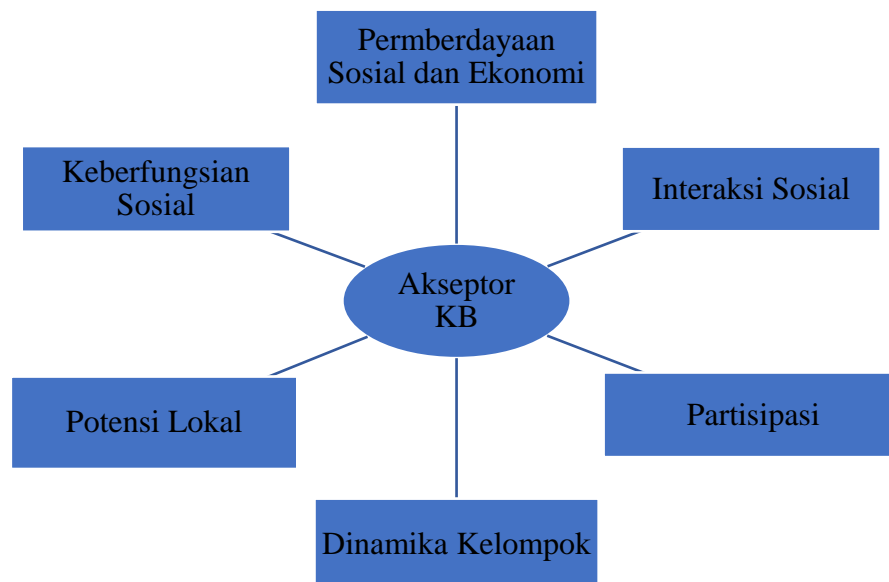 Permberdayaan
Sosial dan Ekonomi
Keberfungsian
Sosial
Interaksi Sosial
Akseptor
KB
Potensi Lokal
Partisipasi
Dinamika Kelompok